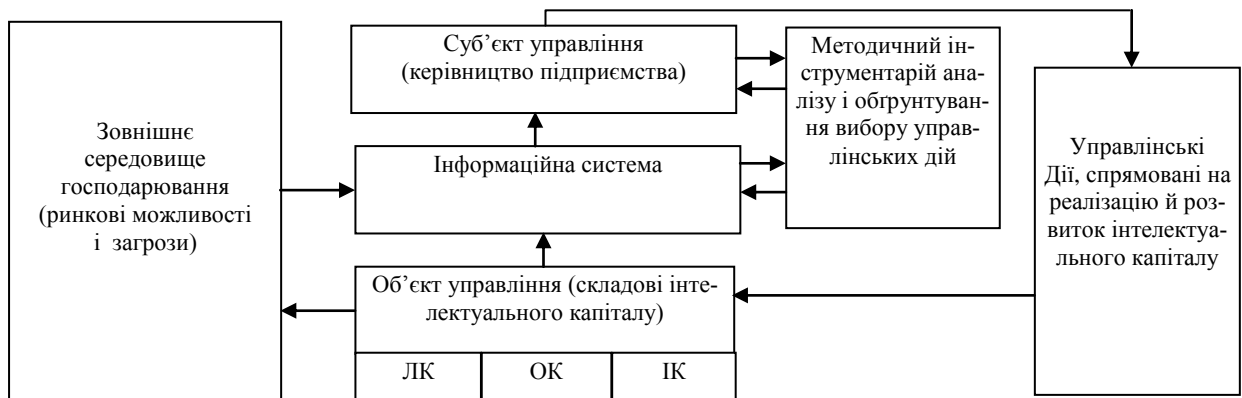 Зовнішнє
середовище
господарювання
(ринкові можливості
і загрози)
Суб’єкт управління
(керівництво підприємства)
Методичний ін-
струментарій ана-
лізу і обґрунтуван-
ня вибору управ-
лінських дій
Інформаційна система
Об’єкт управління (складові інте-
лектуального капіталу)
ЛК
ОК
ІК
Управлінські
Дії, спрямовані на
реалізацію й роз-
виток інтелектуа-
льного капіталу